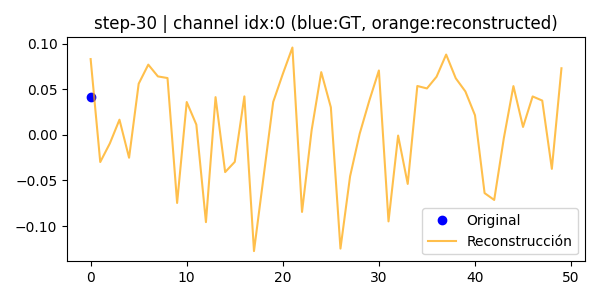 step-30 | channel idx:0 (blue:GT, orange:reconstructed)
0.10
0.05
0.00
−0.05
−0.10
Original
Reconstrucción
0 10 20 30 40 50